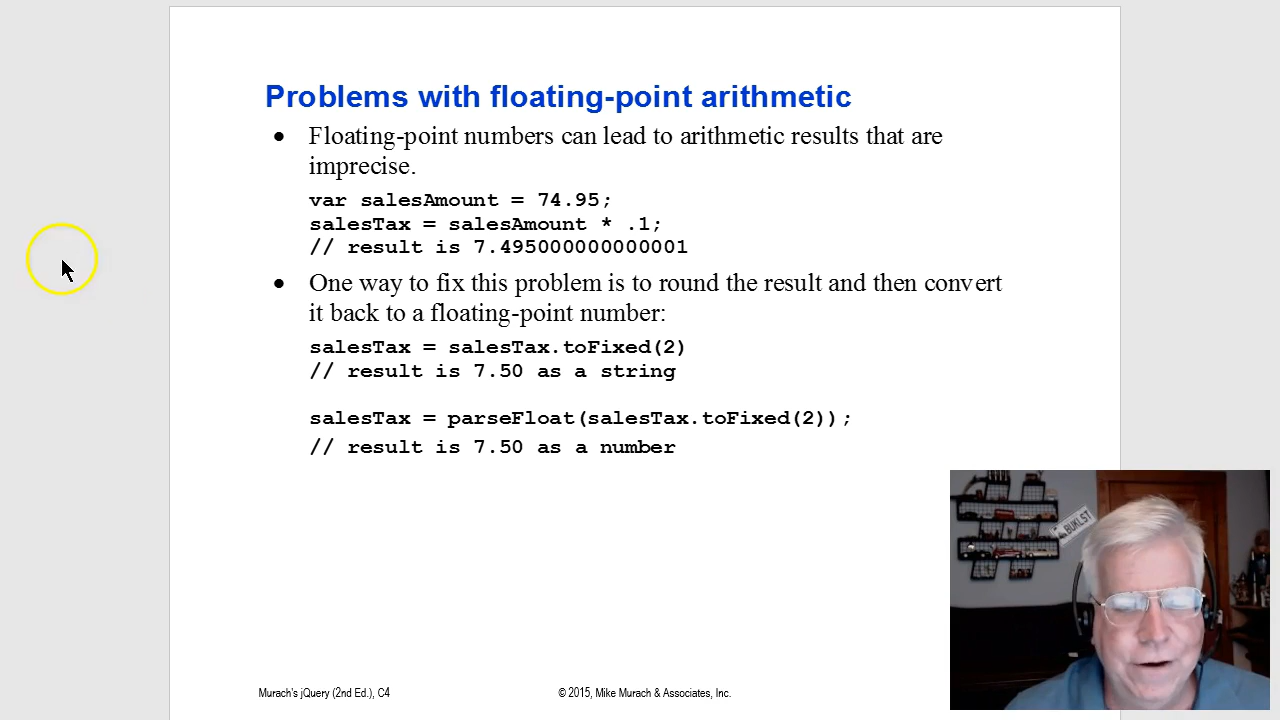 Problems with floating-point arithmetic
• Floating-point numbers can lead to arithmetic results that are
imprecise.
var salesAmount = 74.95;
salesTax = salesAmount * .1;
// result is 7.495000000000001
• One way to fix this problem is to round the result and then convert
it back to a floating-point number:
salesTax = salesTax.toFixed(2)
// result is 7.50 as a string
salesTax = parseFloat(salesTax.toFixed(2));
// result is 7.50 as a number
BUKLST
Murach's jQuery (2nd Ed.), C4
© 2015, Mike Murach & Associates, Inc.